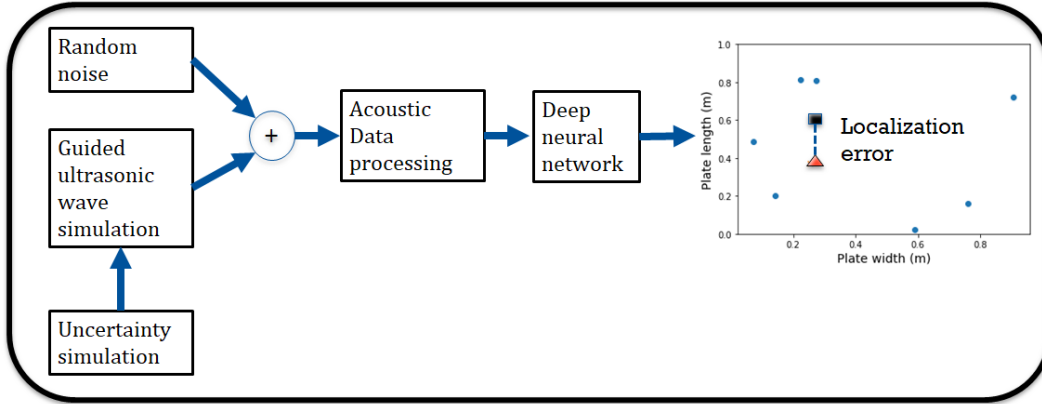 Random
noise
Guided
ultrasonic
wave
simulation
Uncertainty
simulation
+
Acoustic
Data
processing
Deep
neural
network
Localization
error
Plate length (m)
1.0
0.8
0.6
0.4
0.2
0.0
0.2 0.4 0.6 0.8
Plate width (m)